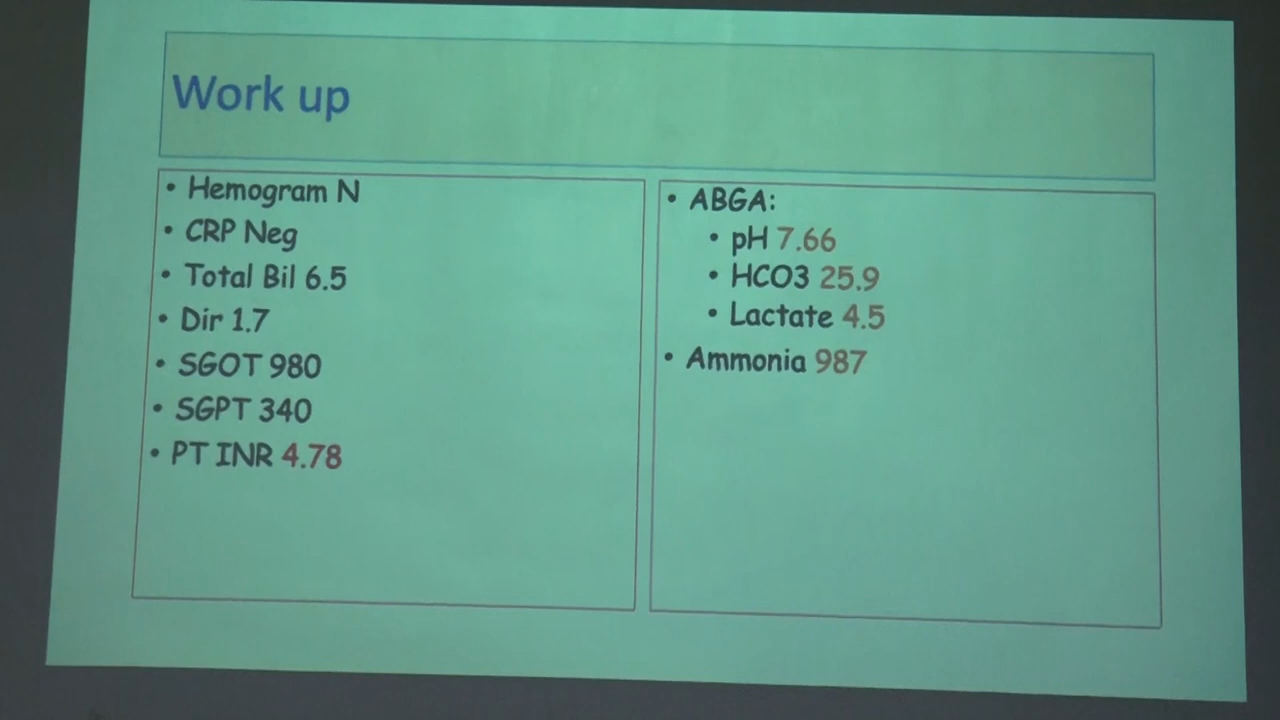 Work up
• Hemogram N
• CRP Neg
• Total Bil 6.5
• Dir 1.7
• SGOT 980
• SGPT 340
• PT INR 4.78
• ABGA:
• pH 7.66
• HCO3 25.9
• Lactate 4.5
• Ammonia 987